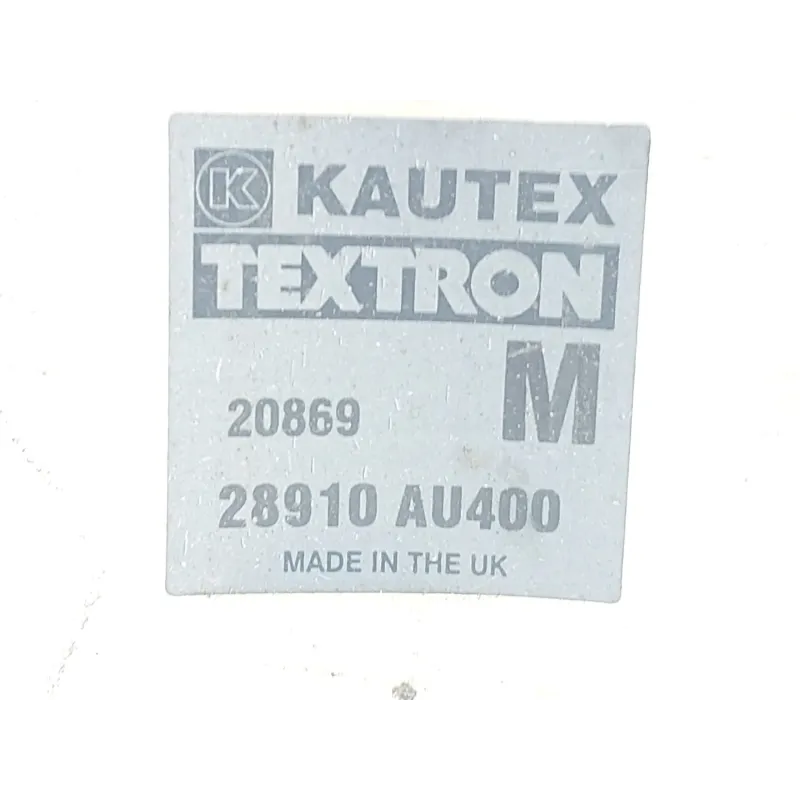 K KAUTEX
TEXTRON
M
20869
28910 AU400
MADE IN THE UK